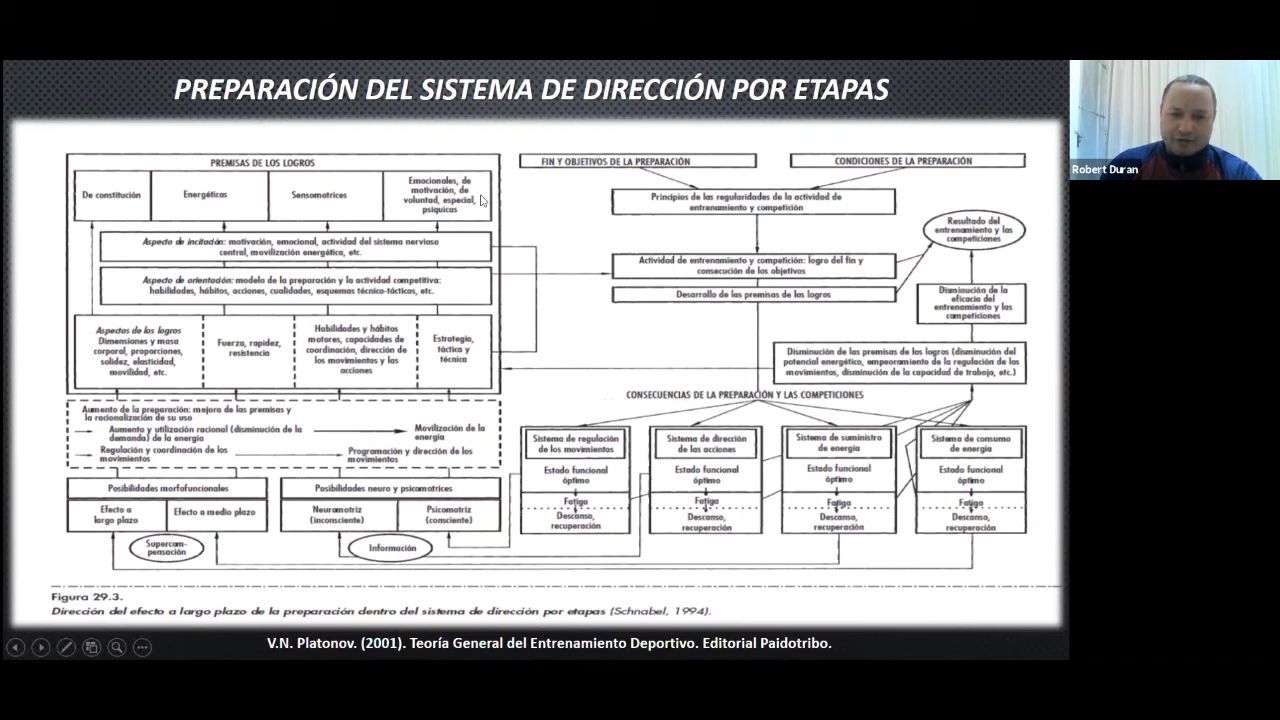 PREPARACIÓN DEL SISTEMA DE DIRECCIÓN POR ETAPAS
Robert Duran
PREMISAS DE LOS LOGROS
De constitución
Energéticas
Sensomotrices
Emocionales, de
motivación, de
voluntad, especial,
psíquicas
Aspecto de incitación: motivación, emocional, actividad del sistema nervioso
central, movilización energética, etc.
Aspecto de orientación: modelo de la preparación y la actividad competitiva:
habilidades, hábitos, acciones, cualidades, esquemas técnico-tácticos, etc.
Aspectos de los logros
Dimensiones y masa
corporal, proporciones,
solidez, elasticidad,
movilidad, etc.
Fuerza, rapidez,
resistencia
Habilidades y hábitos
motores, capacidades de
coordinación, dirección de
los movimientos y las
acciones
Estrategia,
táctica y
técnica
Aumento de la preparación: mejora de las premisas y
la racionalización de su uso
Aumento y utilización racional (disminución de la
demanda) de la energía
Movilización de la
energía
Regulación y coordinación de los
movimientos
Programación y dirección de los
movimientos
Posibilidades morfofuncionales
Posibilidades neuro y psicomotrices
Efecto a
largo plazo
Efecto a medio plazo
Neuromotriz
(inconsciente)
Psicomotriz
(consciente)
Supercom-
pensación
Información
FIN Y OBJETIVOS DE LA PREPARACIÓN
CONDICIONES DE LA PREPARACIÓN
Principios de las regularidades de la actividad de
entrenamiento y competición
Resultado del
entrenamiento y las
competiciones
Actividad de entrenamiento y competición: logro del fin y
consecución de los objetivos
Desarrollo de las premisas de los logros
Disminución de la
eficacia del
entrenamiento y las
competiciones
Disminución de las premisas de los logros (disminución del
potencial energético, empeoramiento de la regulación de los
movimientos, disminución de la capacidad de trabajo, etc.)
CONSECUENCIAS DE LA PREPARACIÓN Y LAS COMPETICIONES
Sistema de regulación
de los movimientos
Estado funcional
óptimo
Fatiga
Descanso,
recuperación
Sistema de dirección
de las acciones
Estado funcional
óptimo
Fatiga
Descanso,
recuperación
Sistema de suministro
de energía
Estado funcional
óptimo
Fatiga
Descanso,
recuperación
Sistema de consumo
de energía
Estado funcional
óptimo
Fatiga
Descanso,
recuperación
Figura 29.3.
Dirección del efecto a largo plazo de la preparación dentro del sistema de dirección por etapas (Schnabel, 1994).
V.N. Platonov. (2001). Teoría General del Entrenamiento Deportivo. Editorial Paidotribo.